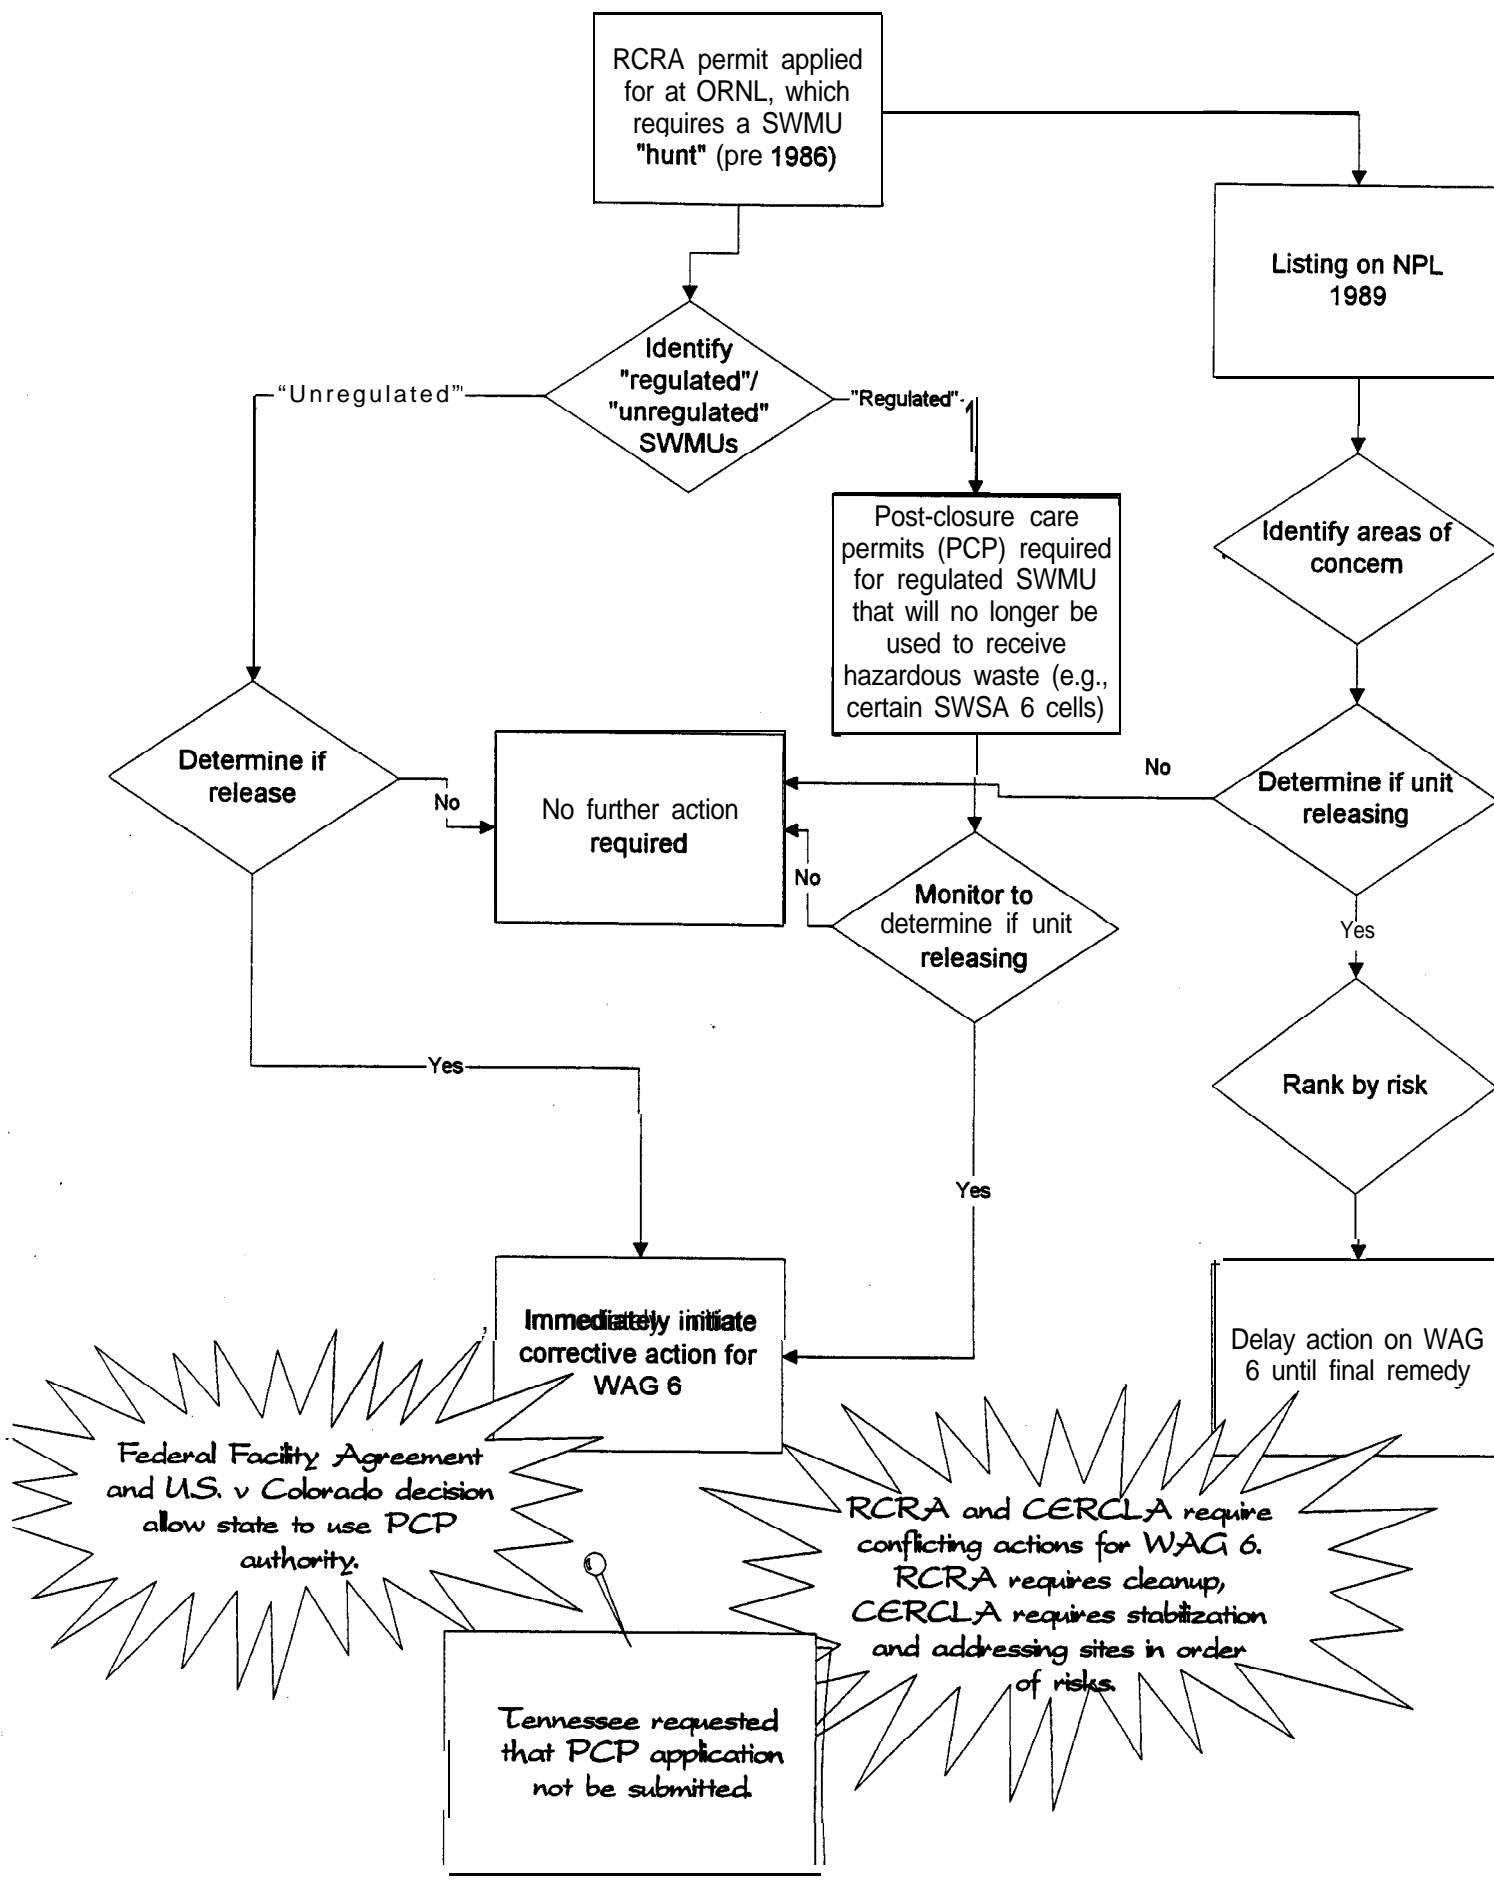 RCRA permit applied
for at ORNL, which
requires a SWMU
"hunt" (pre 1986)
Listing on NPL
1989
Identify
"regulated"/
"unregulated"
SWMUs
"Unregulated"
"Regulated"
Post-closure care
permits (PCP) required
for regulated SWMU
that will no longer be
used to receive
hazardous waste (e.g.,
certain SWSA 6 cells)
Identify areas of
concern
Determine if
release
No
No further action
required
No
Determine if unit
releasing
No
Monitor to
determine if unit
releasing
Yes
Rank by risk
Yes
Yes
Immediately initiate
corrective action for
WAG 6
Delay action on WAG
6 until final remedy
Federal Facility Agreement
and U.S. v Colorado decision
allow state to use PCP
authority.
RCRA and CERCLA require
conflicting actions for WAG 6.
RCRA requires cleanup,
CERCLA requires stabilization
and addressing sites in order
of risks.
Tennessee requested
that PCP application
not be submitted.